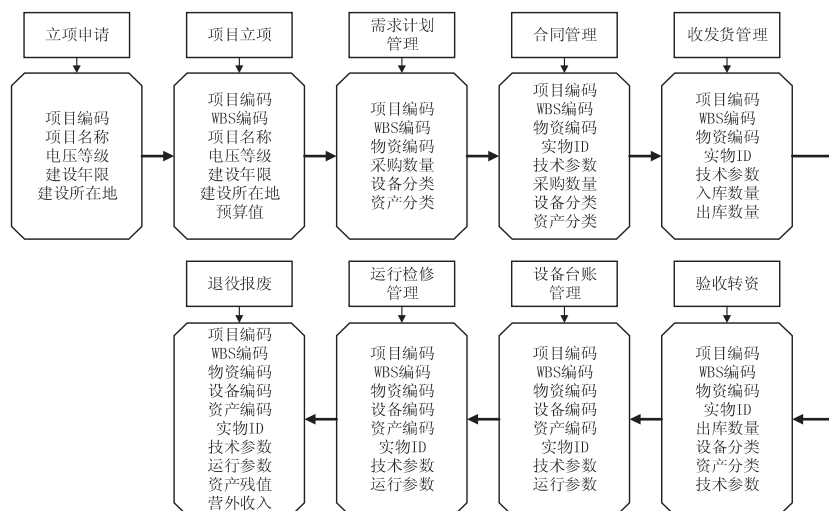 立项申请
项目编码
项目名称
电压等级
建设年限
建设所在地
项目立项
项目编码
WBS编码
项目名称
电压等级
建设年限
建设所在地
预算值
需求计划
管理
项目编码
WBS编码
物资编码
采购数量
设备分类
资产分类
合同管理
项目编码
WBS编码
物资编码
实物ID
技术参数
采购数量
设备分类
资产分类
收发货管理
项目编码
WBS编码
物资编码
实物ID
技术参数
入库数量
出库数量
验收转资
项目编码
WBS编码
物资编码
实物ID
出库数量
设备分类
资产分类
技术参数
设备台账
管理
项目编码
WBS编码
物资编码
设备编码
资产编码
实物ID
技术参数
运行参数
运行检修
管理
项目编码
WBS编码
物资编码
设备编码
资产编码
实物ID
技术参数
运行参数
退役报废
项目编码
WBS编码
物资编码
设备编码
资产编码
实物ID
技术参数
运行参数
资产残值
营外收入